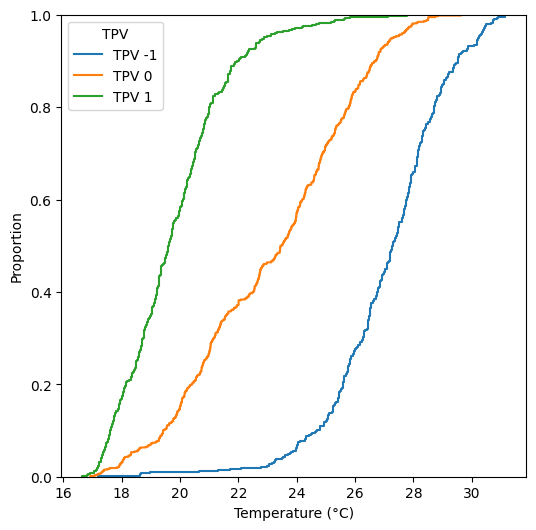 TPV
TPV -1
TPV 0
TPV 1
1.0
0.8
0.6
0.4
0.2
0.0
Proportion
16 18 20 22 24 26 28 30
Temperature (°C)